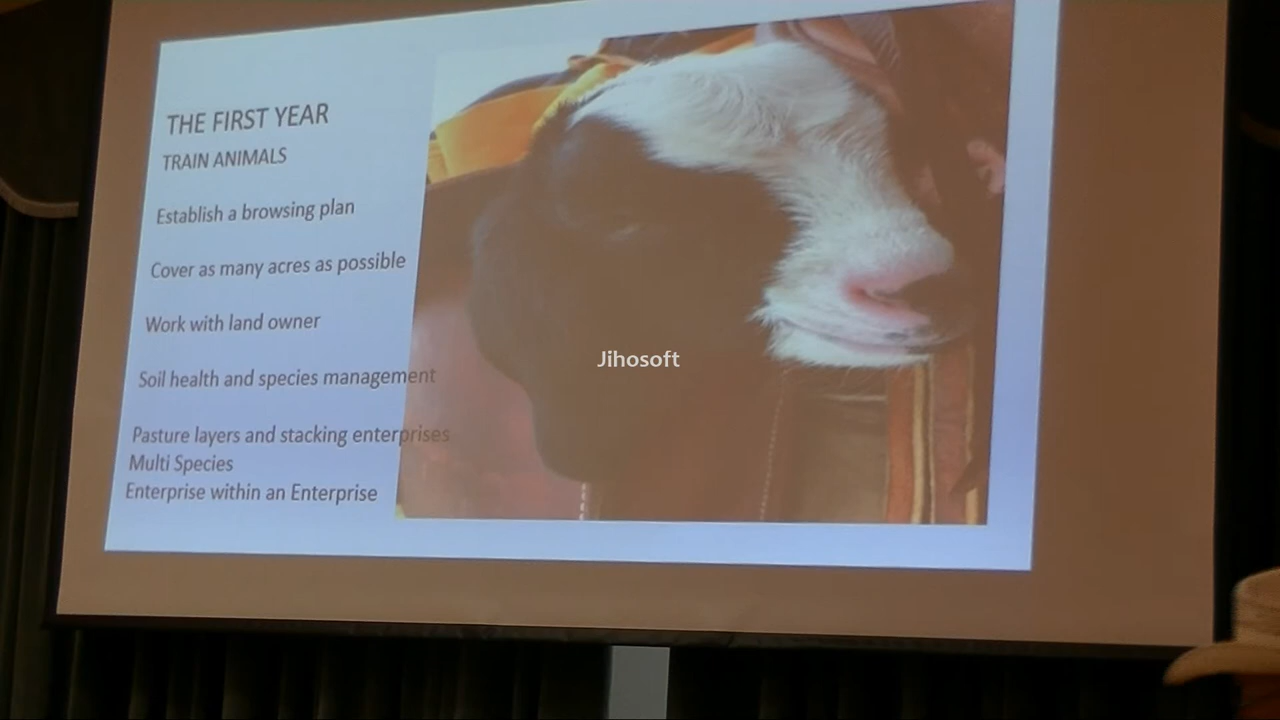 THE FIRST YEAR
TRAIN ANIMALS
Establish a browsing plan
Cover as many acres as possible
Work with land owner
Soil health and species management
Pasture layers and stacking enterprises
Multi Species
Enterprise within an Enterprise
Jihosoft